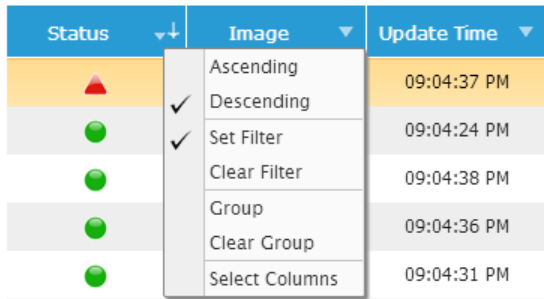 Status Image Update Time
Ascending 09:04:37 PM
Descending
Set Filter 09:04:24 PM
Clear Filter 09:04:38 PM
Group 09:04:36 PM
Clear Group
Select Columns 09:04:31 PM